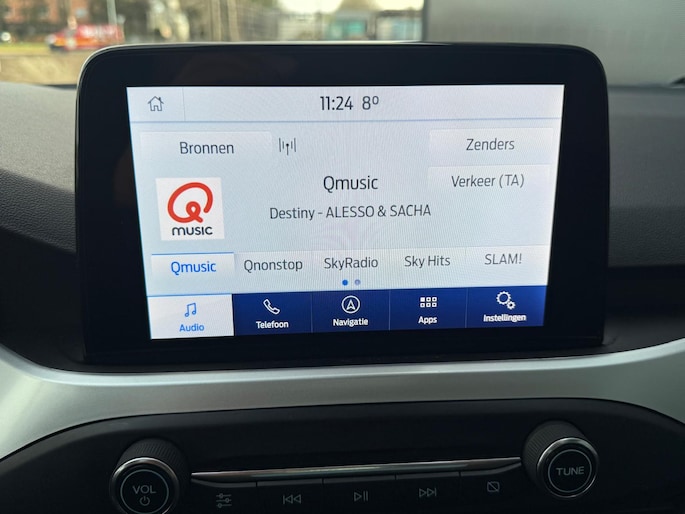 11:24 8º
Bronnen
Zenders
Qmusic
Verkeer (TA)
Destiny - ALESSO & SACHA
MUSIC
Qmusic Qnonstop SkyRadio Sky Hits SLAM!
Audio Telefoon Navigatie Apps Instellingen
VOL
TUNE